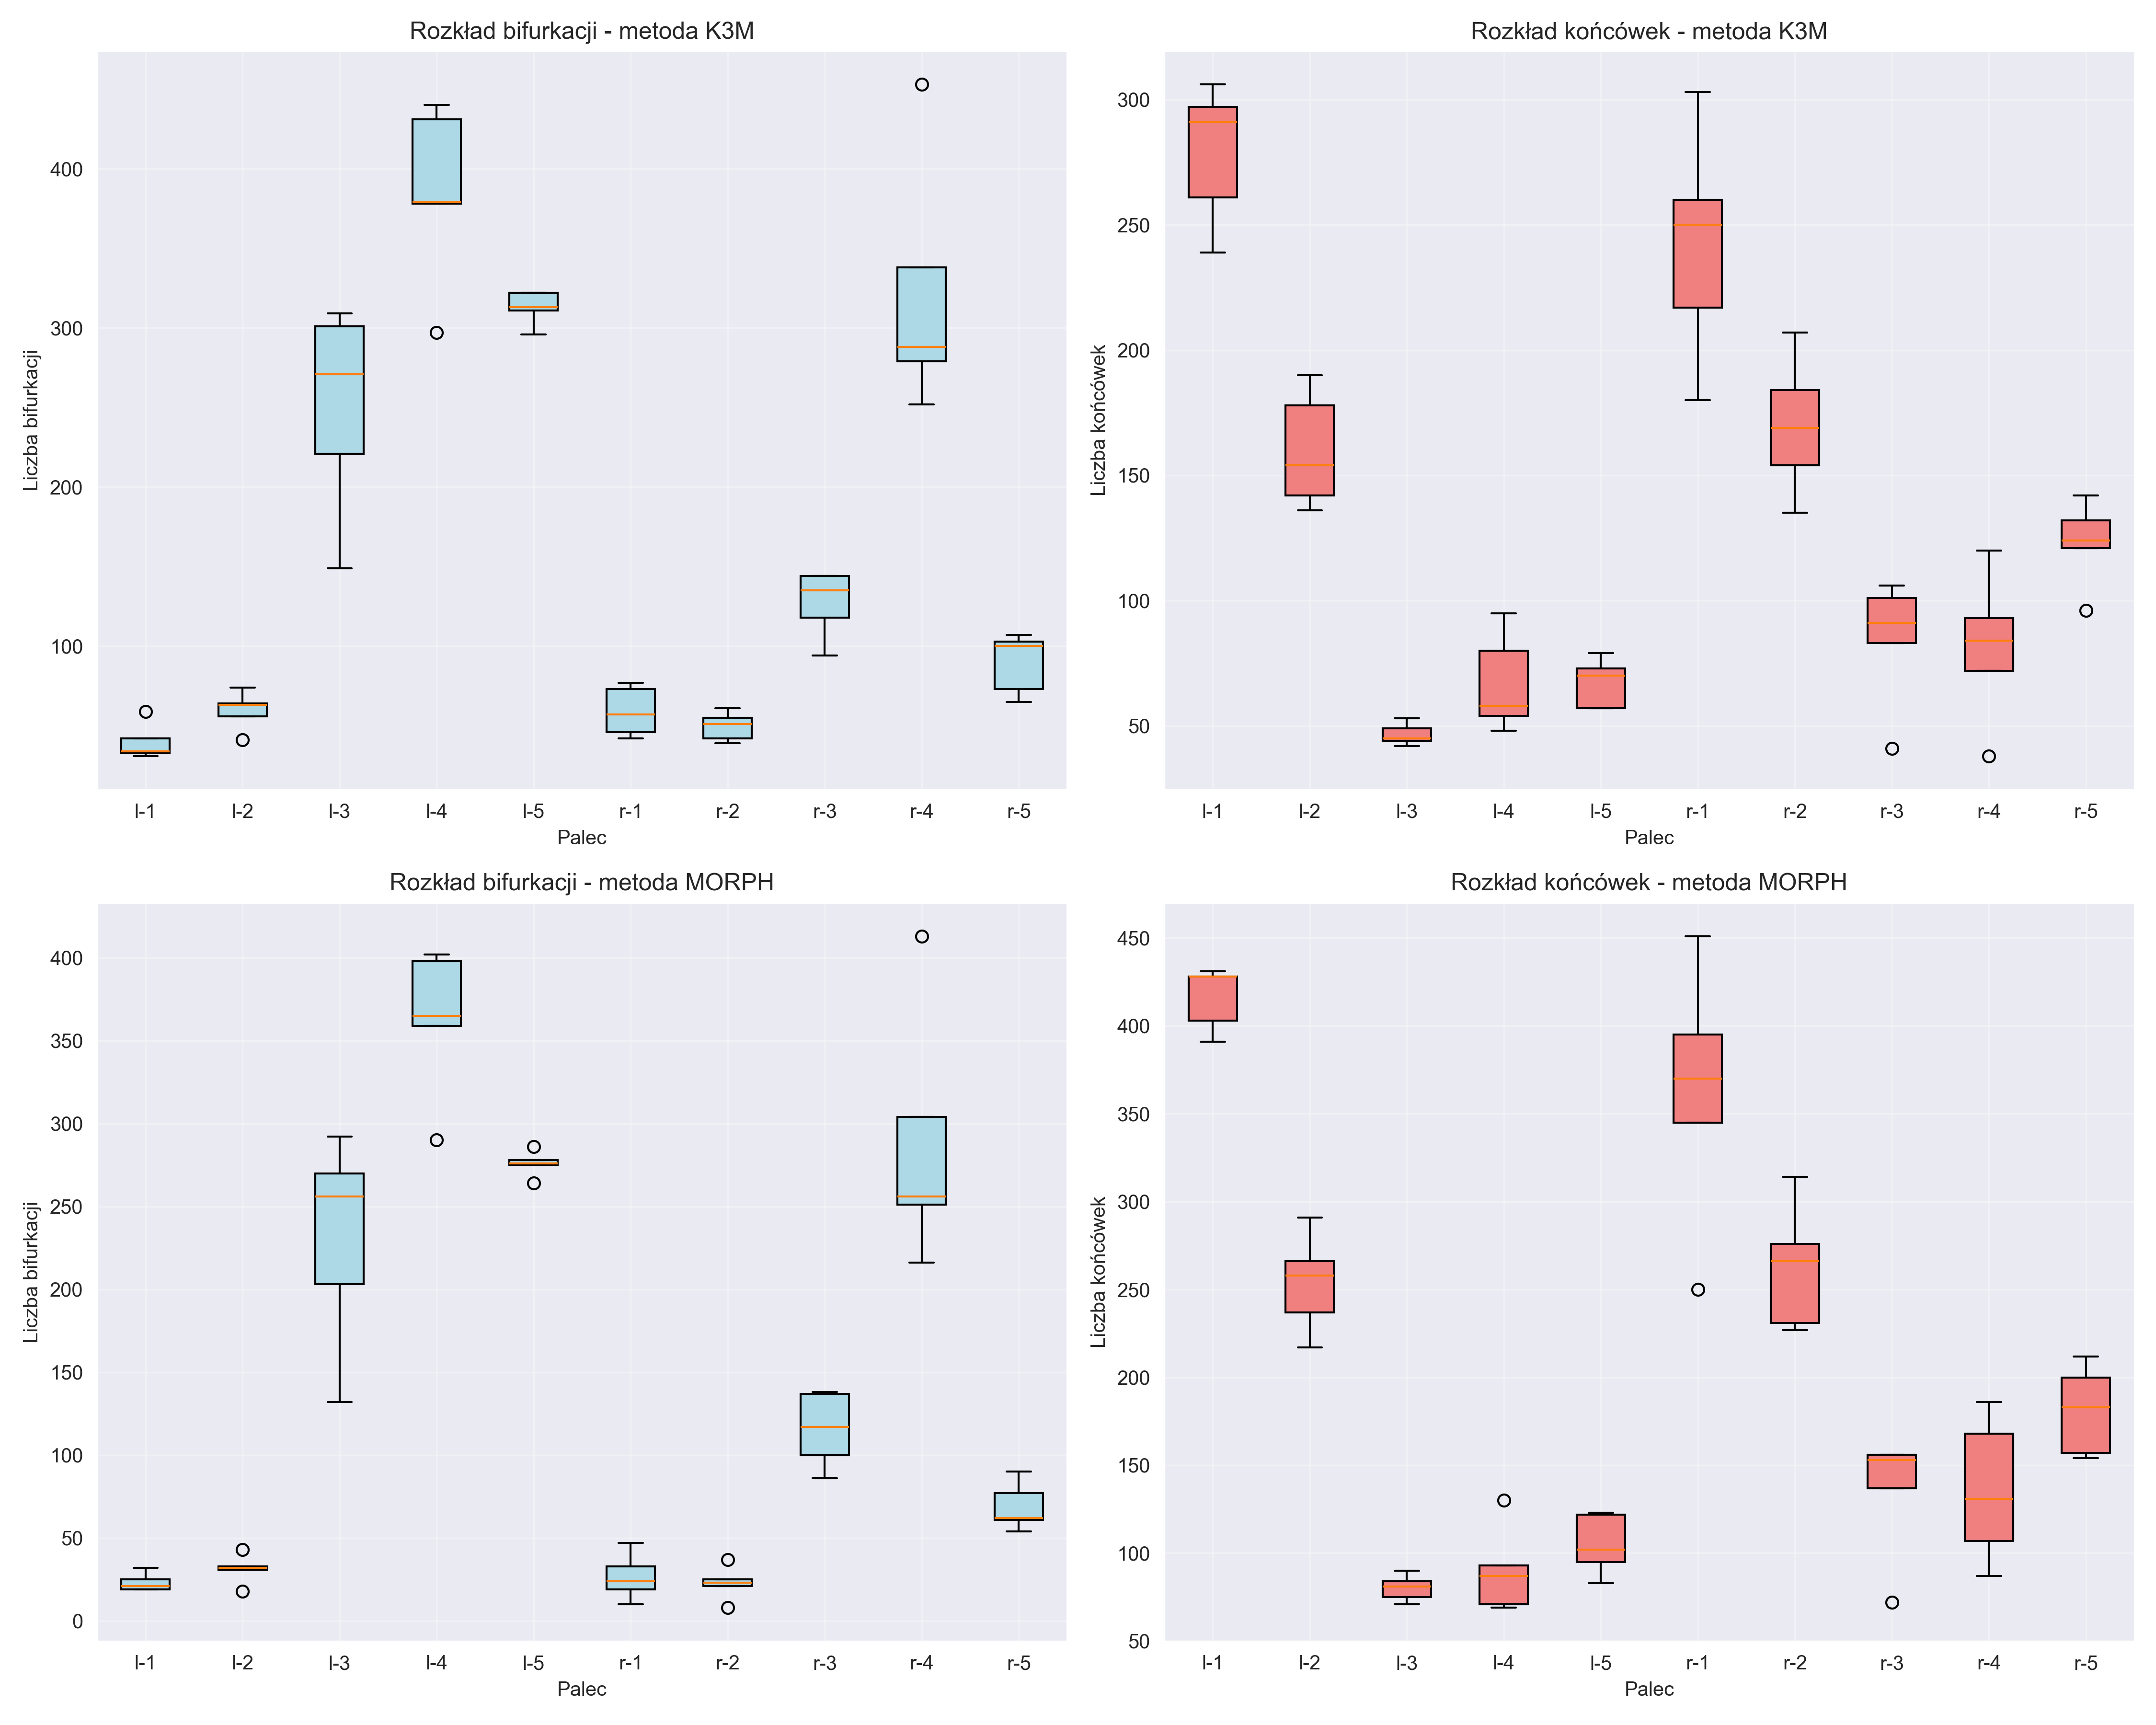 Rozkład bifurkacji - metoda K3M
Liczba bifurkacji
400
300
200
100
l-1 l-2 l-3 l-4 l-5 r-1 r-2 r-3 r-4 r-5
Palec
Rozkład końcówek - metoda K3M
Liczba końcówek
300
250
200
150
100
50
l-1 l-2 l-3 l-4 l-5 r-1 r-2 r-3 r-4 r-5
Palec
Rozkład bifurkacji - metoda MORPH
Liczba bifurkacji
400
350
300
250
200
150
100
50
0
l-1 l-2 l-3 l-4 l-5 r-1 r-2 r-3 r-4 r-5
Palec
Rozkład końcówek - metoda MORPH
Liczba końcówek
450
400
350
300
250
200
150
100
50
l-1 l-2 l-3 l-4 l-5 r-1 r-2 r-3 r-4 r-5
Palec